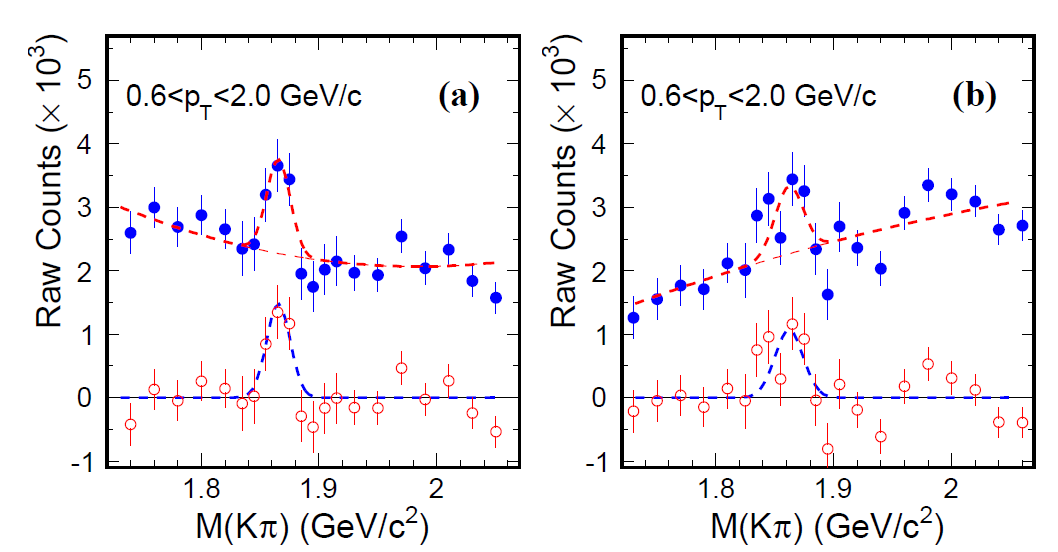 Raw Counts (× 10³)
0.6<p_T<2.0 GeV/c (a)
5
4
3
2
1
0
-1
1.8 1.9 2
M(Kπ) (GeV/c²)
Raw Counts (× 10³)
0.6<p_T<2.0 GeV/c (b)
5
4
3
2
1
0
-1
1.8 1.9 2
M(Kπ) (GeV/c²)